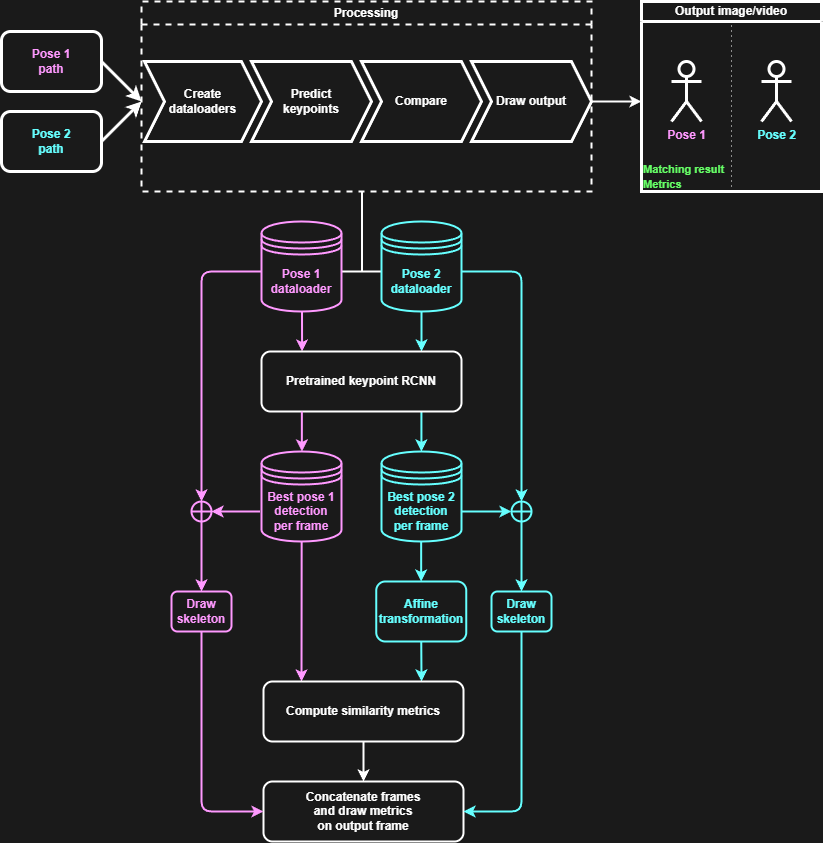 Processing
Output image/video
Pose 1
path
Pose 2
path
Create
dataloaders
Predict
keypoints
Compare
Draw output
Pose 1
Pose 2
Matching result
Metrics
Pose 1
dataloader
Pose 2
dataloader
Pretrained keypoint RCNN
Best pose 1
detection
per frame
Best pose 2
detection
per frame
Draw
skeleton
Affine
transformation
Draw
skeleton
Compute similarity metrics
Concatenate frames
and draw metrics
on output frame